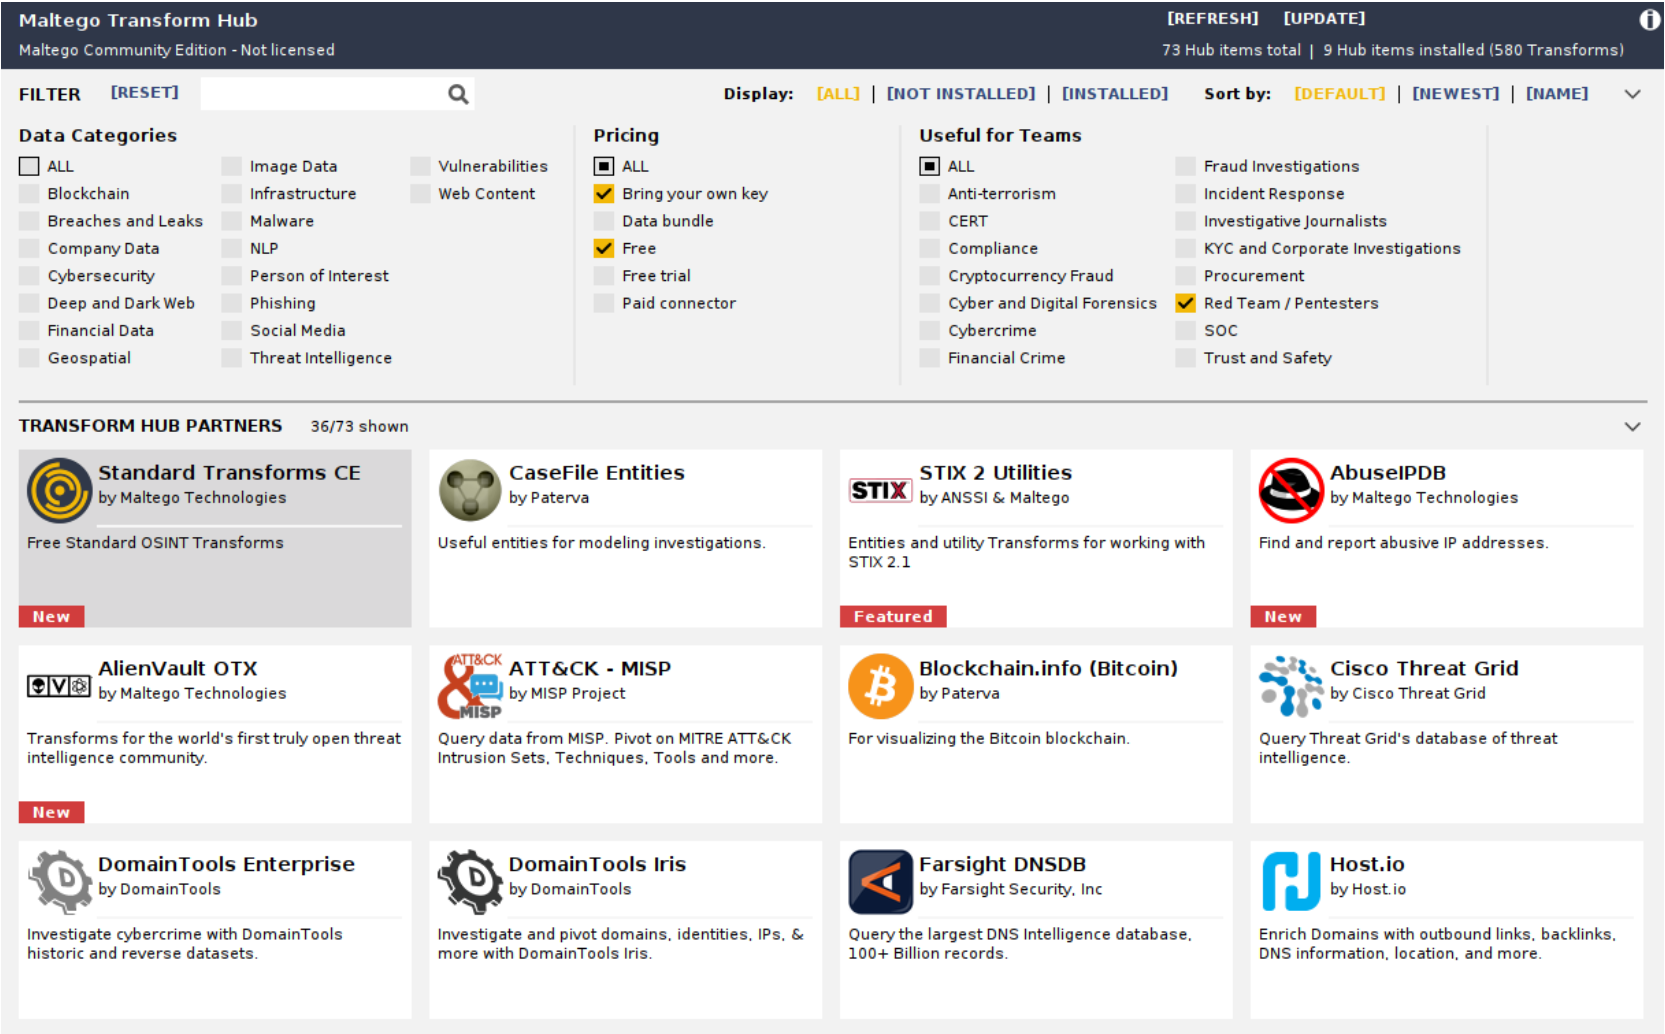 Maltego Transform Hub
[REFRESH] [UPDATE]
Maltego Community Edition - Not licensed
73 Hub items total | 9 Hub items installed (580 Transforms)
FILTER [RESET]
Display: [ALL] | [NOT INSTALLED] | [INSTALLED] Sort by: [DEFAULT] | [NEWEST] | [NAME]
Data Categories
ALL
Blockchain
Breaches and Leaks
Company Data
Cybersecurity
Deep and Dark Web
Financial Data
Geospatial
Image Data
Infrastructure
Malware
NLP
Person of Interest
Phishing
Social Media
Threat Intelligence
Vulnerabilities
Web Content
Pricing
ALL
Bring your own key
Data bundle
Free
Free trial
Paid connector
Useful for Teams
ALL
Anti-terrorism
CERT
Compliance
Cryptocurrency Fraud
Cyber and Digital Forensics
Cybercrime
Financial Crime
Fraud Investigations
Incident Response
Investigative Journalists
KYC and Corporate Investigations
Procurement
Red Team / Pentesters
SOC
Trust and Safety
TRANSFORM HUB PARTNERS 36/73 shown
Standard Transforms CE
by Maltego Technologies
Free Standard OSINT Transforms
New
CaseFile Entities
by Paterva
Useful entities for modeling investigations.
STIX
STIX 2 Utilities
by ANSSI & Maltego
Entities and utility Transforms for working with
STIX 2.1
Featured
AbuseIPDB
by Maltego Technologies
Find and report abusive IP addresses.
New
AlienVault OTX
by Maltego Technologies
Transforms for the world's first truly open threat
intelligence community.
New
ATT&CK
&
MISP
ATT&CK - MISP
by MISP Project
Query data from MISP. Pivot on MITRE ATT&CK
Intrusion Sets, Techniques, Tools and more.
Blockchain.info (Bitcoin)
by Paterva
For visualizing the Bitcoin blockchain.
Cisco Threat Grid
by Cisco Threat Grid
Query Threat Grid's database of threat
intelligence.
D
DomainTools Enterprise
by DomainTools
Investigate cybercrime with DomainTools
historic and reverse datasets.
D
DomainTools Iris
by DomainTools
Investigate and pivot domains, identities, IPs, &
more with DomainTools Iris.
Farsight DNSDB
by Farsight Security, Inc
Query the largest DNS Intelligence database,
100+ Billion records.
Host.io
by Host.io
Enrich Domains with outbound links, backlinks,
DNS information, location, and more.